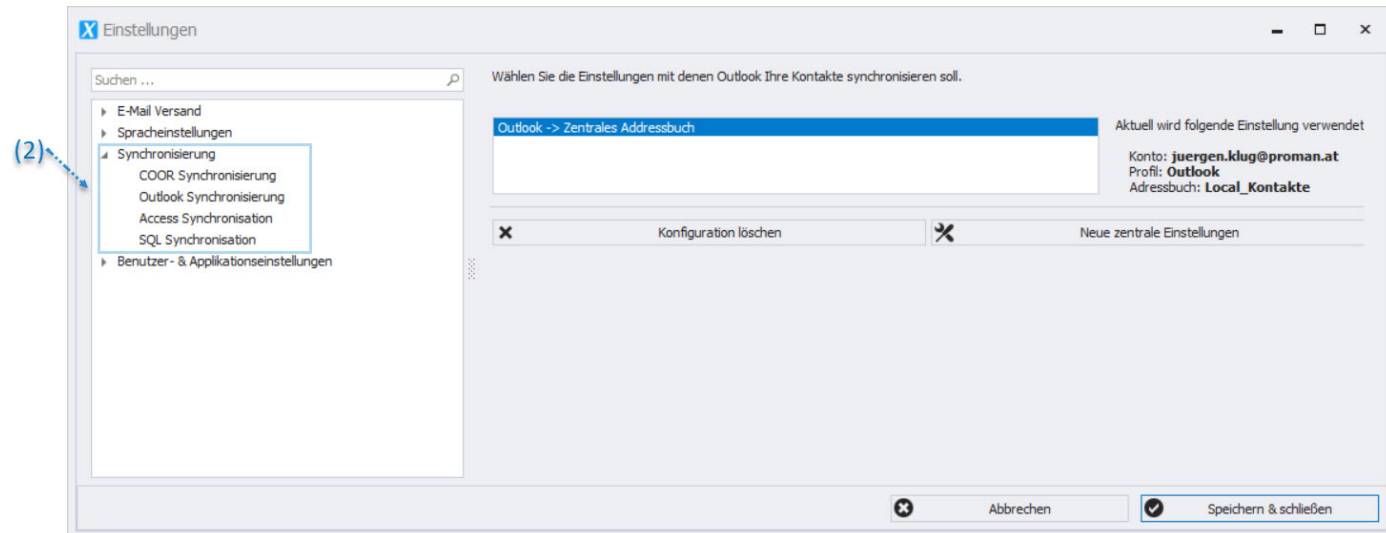 Einstellungen
Suchen ...
E-Mail Versand
Spracheinstellungen
(2)
Synchronisierung
COOR Synchronisierung
Outlook Synchronisierung
Access Synchronisation
SQL Synchronisation
Benutzer- & Applikationseinstellungen
Wählen Sie die Einstellungen mit denen Outlook Ihre Kontakte synchronisieren soll.
Outlook -> Zentrales Addressbuch
Aktuell wird folgende Einstellung verwendet
Konto: juergen.klug@proman.at
Profil: Outlook
Adressbuch: Local_Kontakte
Konfiguration löschen
Neue zentrale Einstellungen
Abbrechen
Speichern & schließen